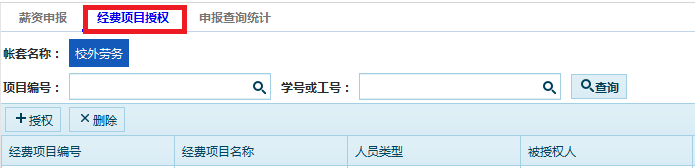 薪资申报 经费项目授权 申报查询统计
帐套名称： 校外劳务
项目编号： 学号或工号： 查询
授权 删除
经费项目编号 经费项目名称 人员类型 被授权人